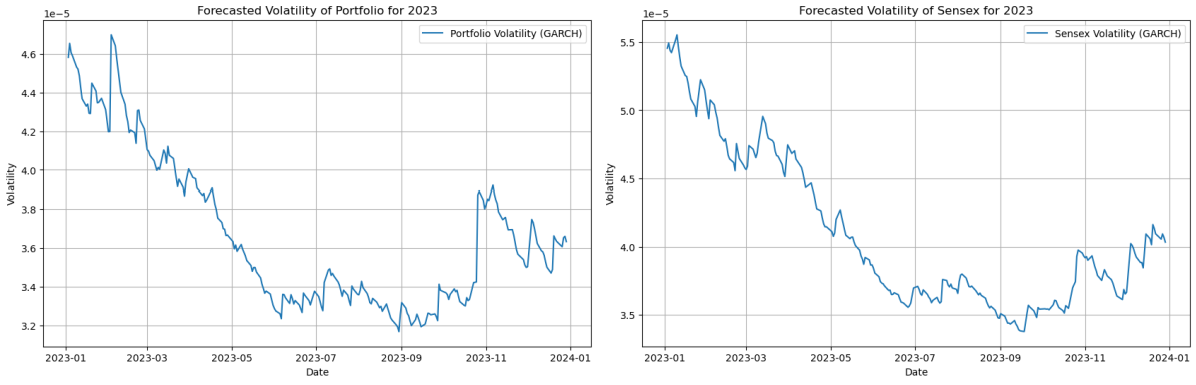 Forecasted Volatility of Portfolio for 2023
1e−5
Portfolio Volatility (GARCH)
4.6
4.4
4.2
4.0
3.8
3.6
3.4
3.2
Volatility
2023-01 2023-03 2023-05 2023-07 2023-09 2023-11 2024-01
Date
Forecasted Volatility of Sensex for 2023
1e−5
Sensex Volatility (GARCH)
5.5
5.0
4.5
4.0
3.5
Volatility
2023-01 2023-03 2023-05 2023-07 2023-09 2023-11 2024-01
Date